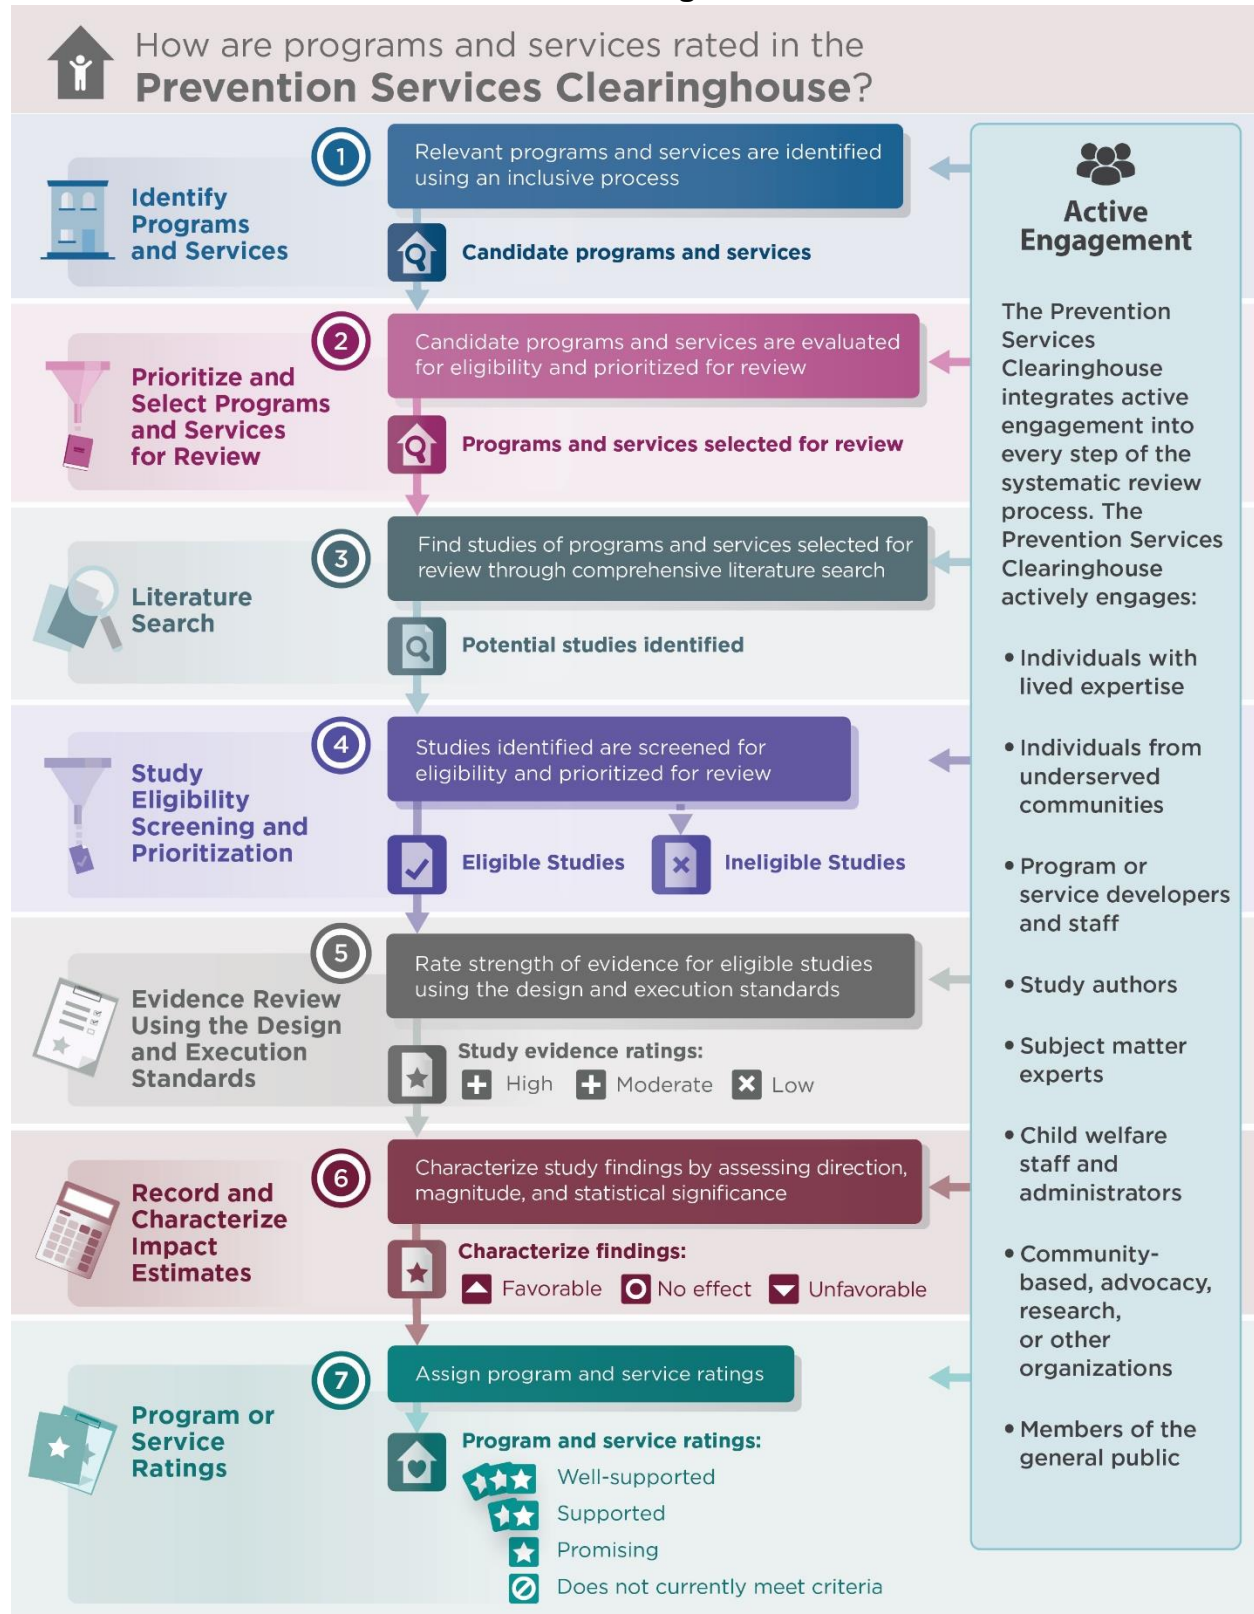 How are programs and services rated in the
Prevention Services Clearinghouse?
1
Identify
Programs
and Services
Relevant programs and services are identified
using an inclusive process
Candidate programs and services
2
Prioritize and
Select Programs
and Services
for Review
Candidate programs and services are evaluated
for eligibility and prioritized for review
Programs and services selected for review
3
Literature
Search
Find studies of programs and services selected for
review through comprehensive literature search
Potential studies identified
4
Study
Eligibility
Screening and
Prioritization
Studies identified are screened for
eligibility and prioritized for review
Eligible Studies
Ineligible Studies
5
Evidence Review
Using the Design
and Execution
Standards
Rate strength of evidence for eligible studies
using the design and execution standards
Study evidence ratings:
High Moderate Low
6
Record and
Characterize
Impact
Estimates
Characterize study findings by assessing direction,
magnitude, and statistical significance
Characterize findings:
Favorable No effect Unfavorable
7
Program or
Service
Ratings
Assign program and service ratings
Program and service ratings:
Well-supported
Supported
Promising
Does not currently meet criteria
Active
Engagement
The Prevention
Services
Clearinghouse
integrates active
engagement into
every step of the
systematic review
process. The
Prevention Services
Clearinghouse
actively engages:
• Individuals with
lived expertise
• Individuals from
underserved
communities
• Program or
service developers
and staff
• Study authors
• Subject matter
experts
• Child welfare
staff and
administrators
• Community-
based, advocacy,
research,
or other
organizations
• Members of the
general public